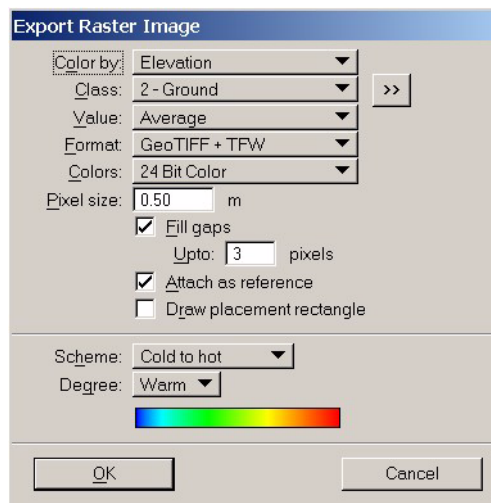 Export Raster Image
Color by: Elevation
Class: 2 - Ground >>
Value: Average
Format: GeoTIFF + TFW
Colors: 24 Bit Color
Pixel size: 0.50 m
Fill gaps
Upto: 3 pixels
Attach as reference
Draw placement rectangle
Scheme: Cold to hot
Degree: Warm
OK Cancel